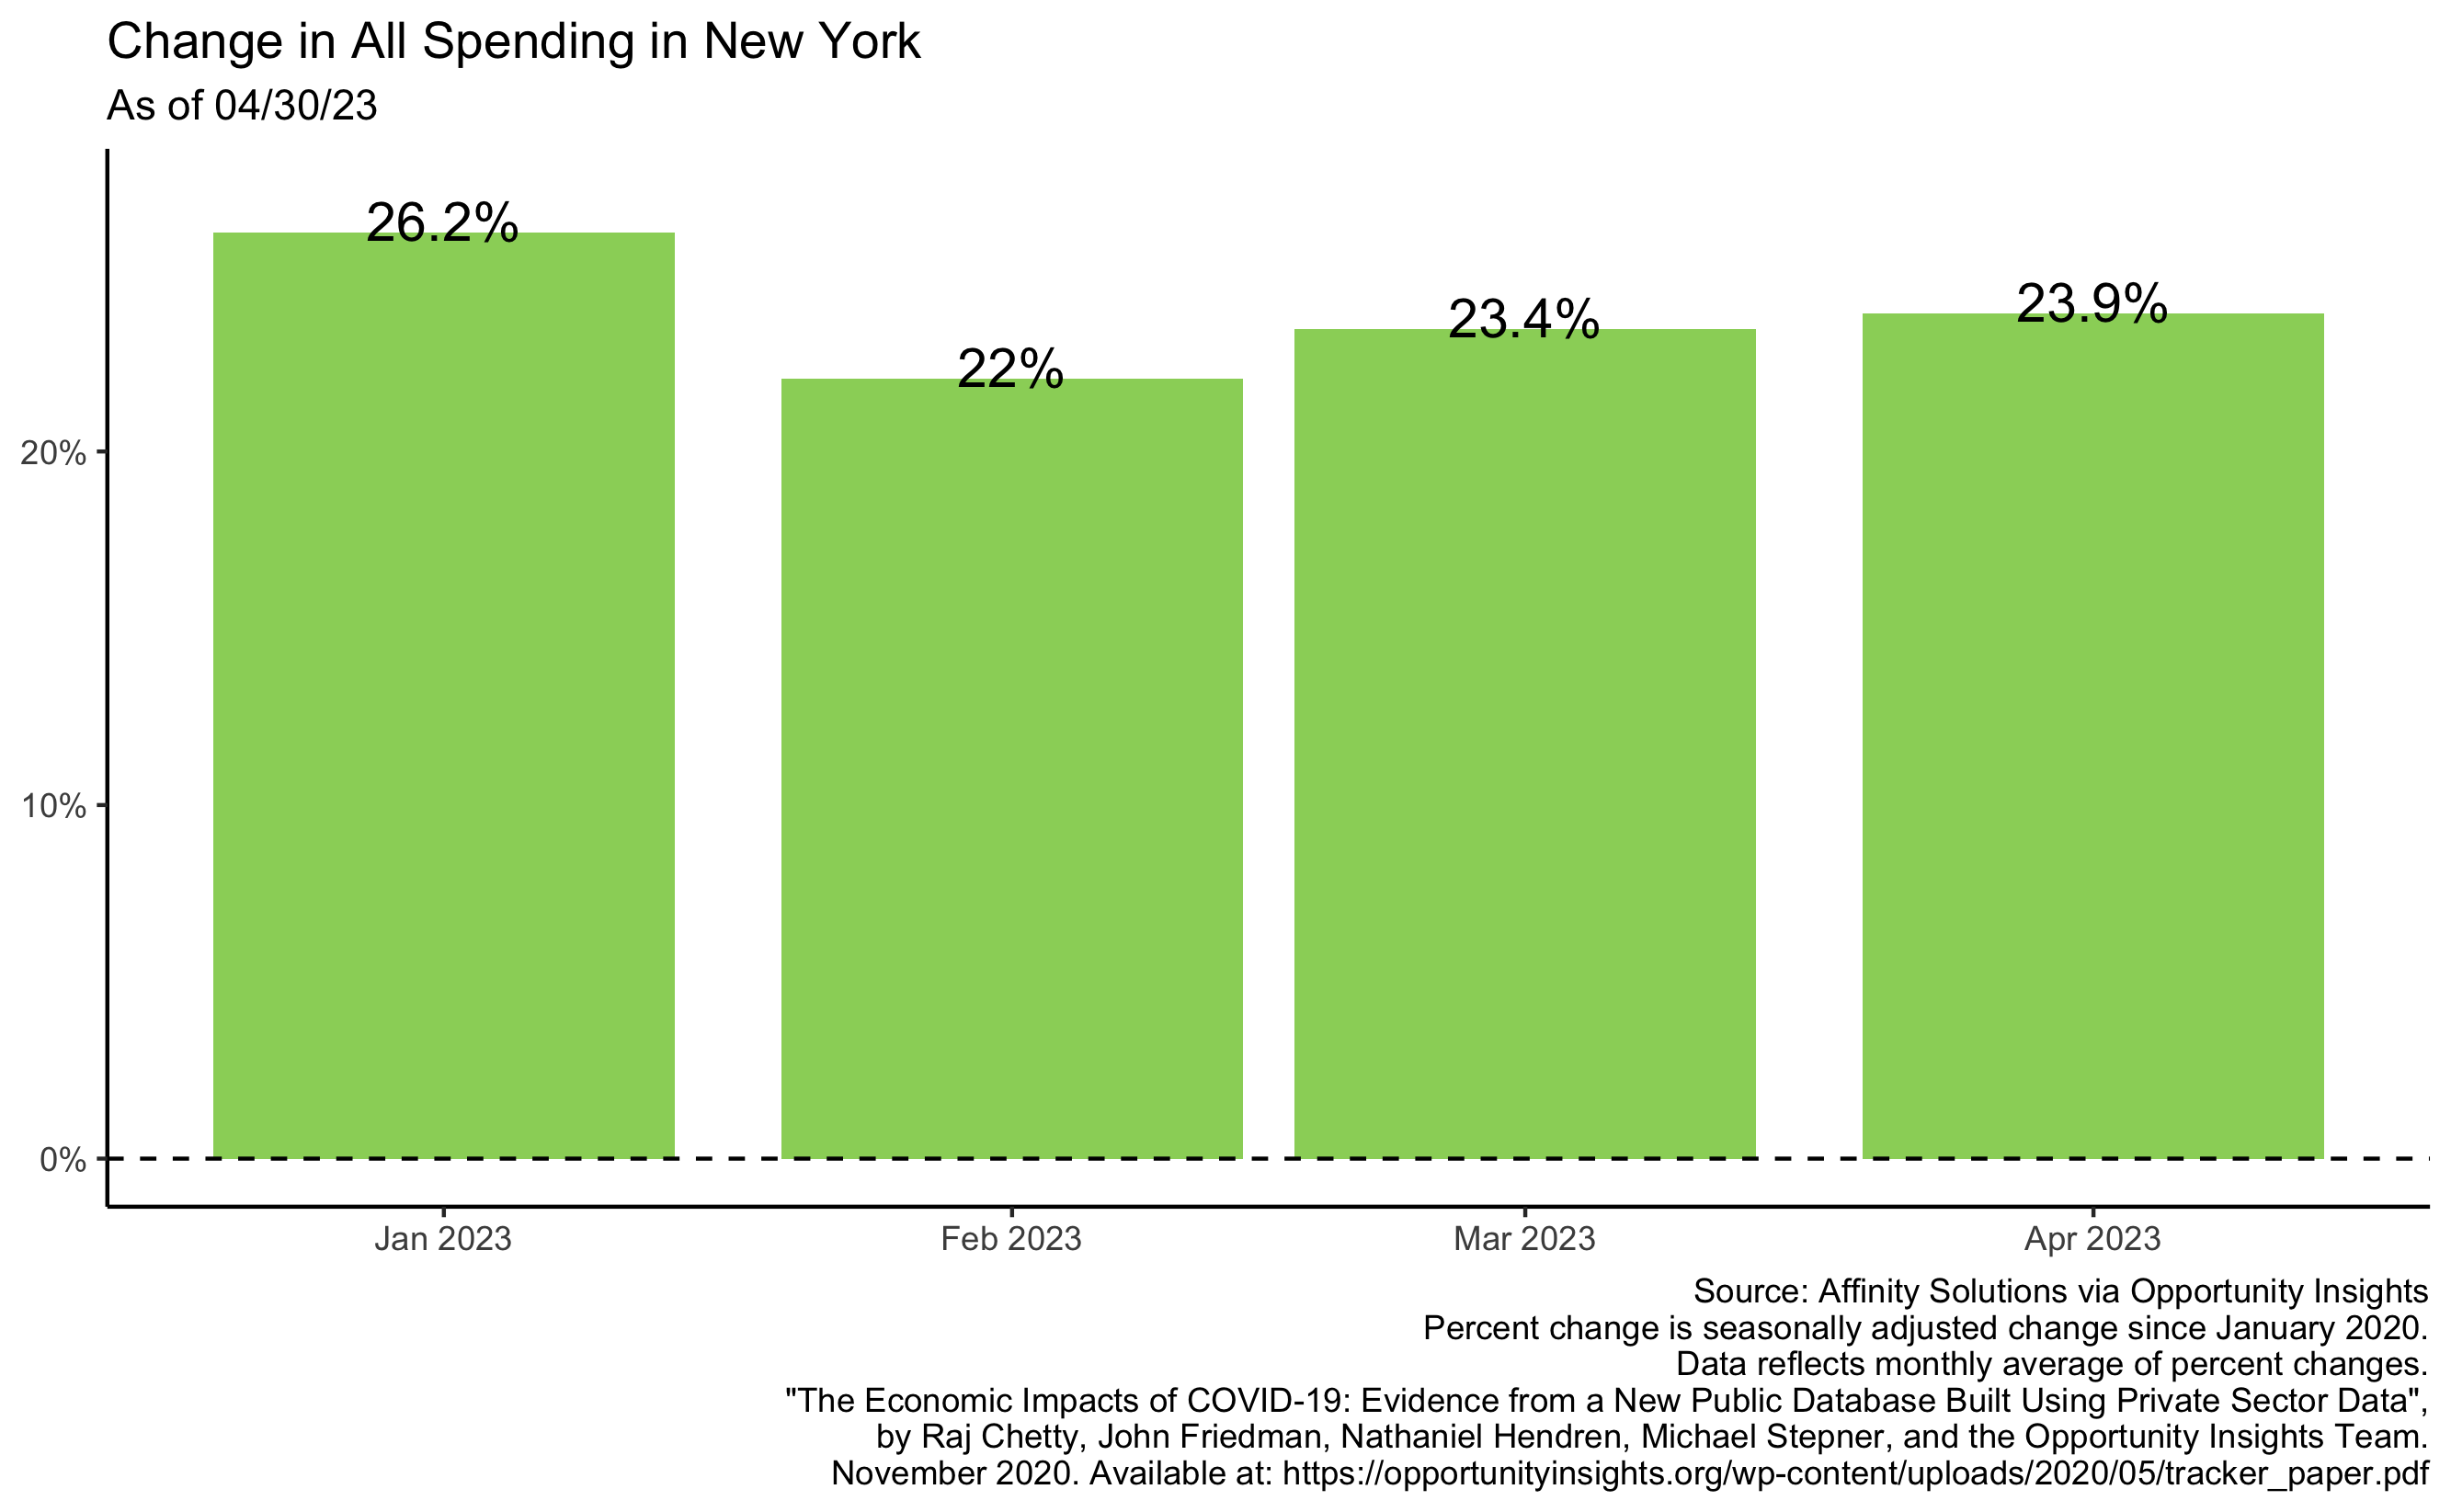 Change in All Spending in New York
As of 04/30/23
26.2%
22%
23.4%
23.9%
20%
10%
0%
Jan 2023
Feb 2023
Mar 2023
Apr 2023
Source: Affinity Solutions via Opportunity Insights
Percent change is seasonally adjusted change since January 2020.
Data reflects monthly average of percent changes.
"The Economic Impacts of COVID-19: Evidence from a New Public Database Built Using Private Sector Data",
by Raj Chetty, John Friedman, Nathaniel Hendren, Michael Stepner, and the Opportunity Insights Team.
November 2020. Available at: https://opportunityinsights.org/wp-content/uploads/2020/05/tracker_paper.pdf